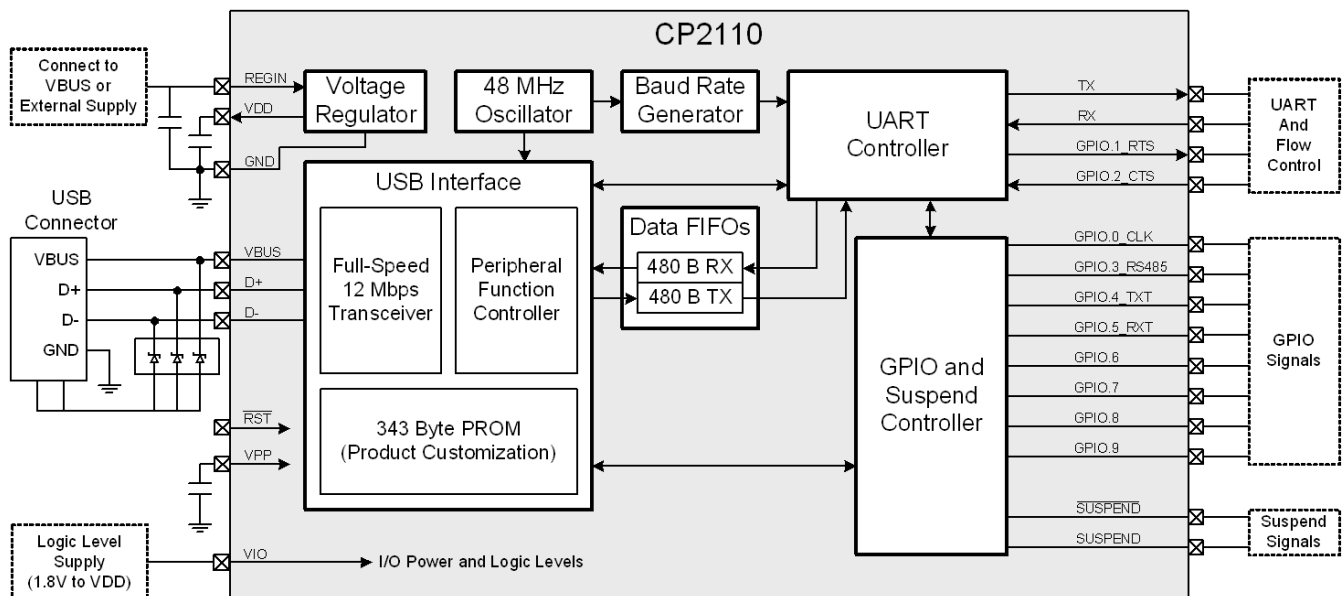 CP2110
Connect to
VBUS or
External Supply
REGIN
VDD
GND
Voltage
Regulator
48 MHz
Oscillator
Baud Rate
Generator
UART
Controller
TX
RX
GPIO.1_RTS
GPIO.2_CTS
UART
And
Flow
Control
USB
Connector
VBUS
D+
D-
GND
VBUS
D+
D-
USB Interface
Full-Speed
12 Mbps
Transceiver
Peripheral
Function
Controller
343 Byte PROM
(Product Customization)
Data FIFOs
480 B RX
480 B TX
GPIO and
Suspend
Controller
GPIO.0_CLK
GPIO.3_RS485
GPIO.4_TXT
GPIO.5_RXT
GPIO.6
GPIO.7
GPIO.8
GPIO.9
GPIO
Signals
RST
VPP
SUSPEND
SUSPEND
Suspend
Signals
Logic Level
Supply
(1.8V to VDD)
VIO
I/O Power and Logic Levels